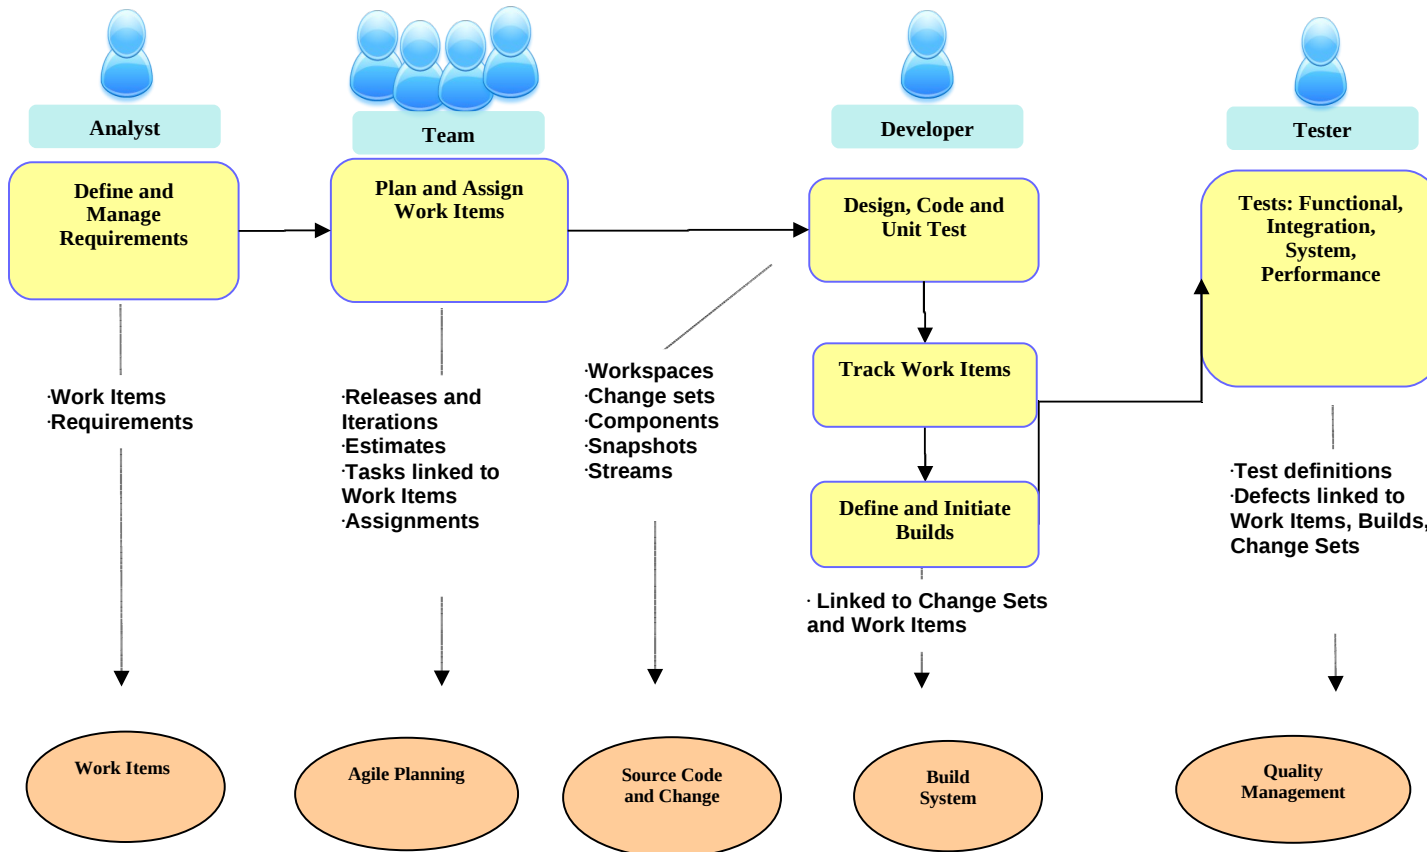 Analyst
Team
Developer
Tester
Define and
Manage
Requirements
Plan and Assign
Work Items
Design, Code and
Unit Test
Tests: Functional,
Integration,
System,
Performance
Track Work Items
Define and Initiate
Builds
·Work Items
·Requirements
·Releases and
Iterations
·Estimates
·Tasks linked to
Work Items
·Assignments
·Workspaces
·Change sets
·Components
·Snapshots
·Streams
· Linked to Change Sets
and Work Items
·Test definitions
·Defects linked to
Work Items, Builds,
Change Sets
Work Items
Agile Planning
Source Code
and Change
Build
System
Quality
Management